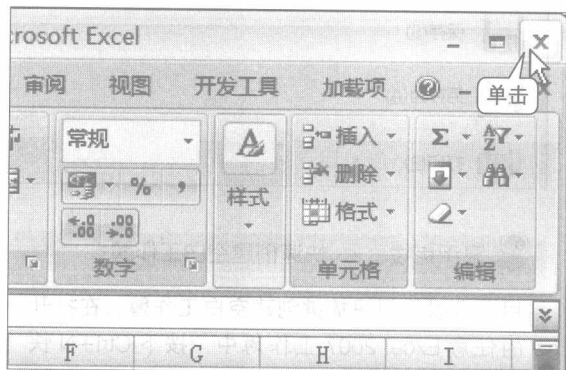 rosoft Excel
审阅 视图 开发工具 加载项
单击
常规
% ,
样式
插入
删除
格式
Σ
数字
单元格
编辑
F G H I